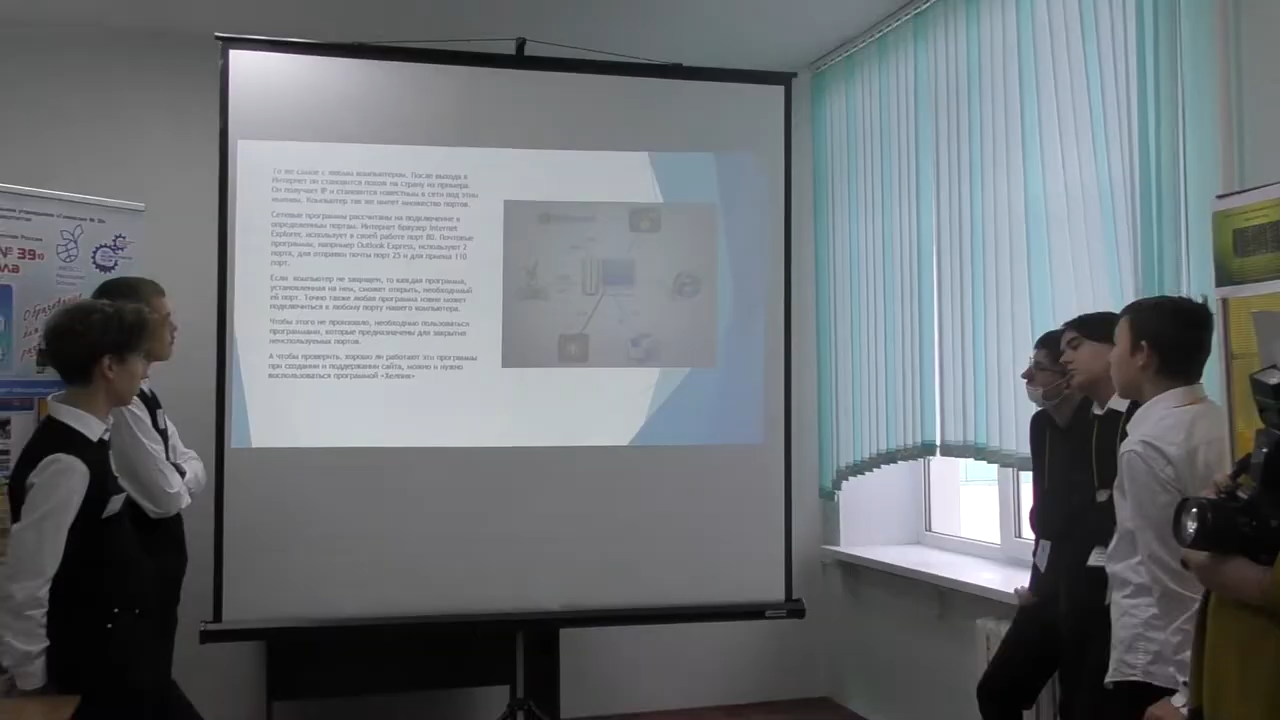 То же самое с любым компьютером. После выхода в
Интернет он становится похож на страну из примера.
Он получает IP и становится известным в сети под этим
именем. Компьютер так же имеет множество портов.
Сетевые программы рассчитаны на подключение к
определенным портам. Интернет браузер Internet
Explorer, использует в своей работе порт 80. Почтовые
программы, например Outlook Express, используют 2
порта, для отправки почты порт 25 и для приема 110
порт.
Если компьютер не защищен, то каждая программа,
установленная на нем, сможет открыть, необходимый
ей порт. Точно также любая программа извне может
подключиться к любому порту нашего компьютера.
Чтобы этого не произошло, необходимо пользоваться
программами, которые предназначены для закрытия
неиспользуемых портов.
А чтобы проверить, хорошо ли работают эти программы
при создании и поддержании сайта, можно и нужно
воспользоваться программой
№ 39»